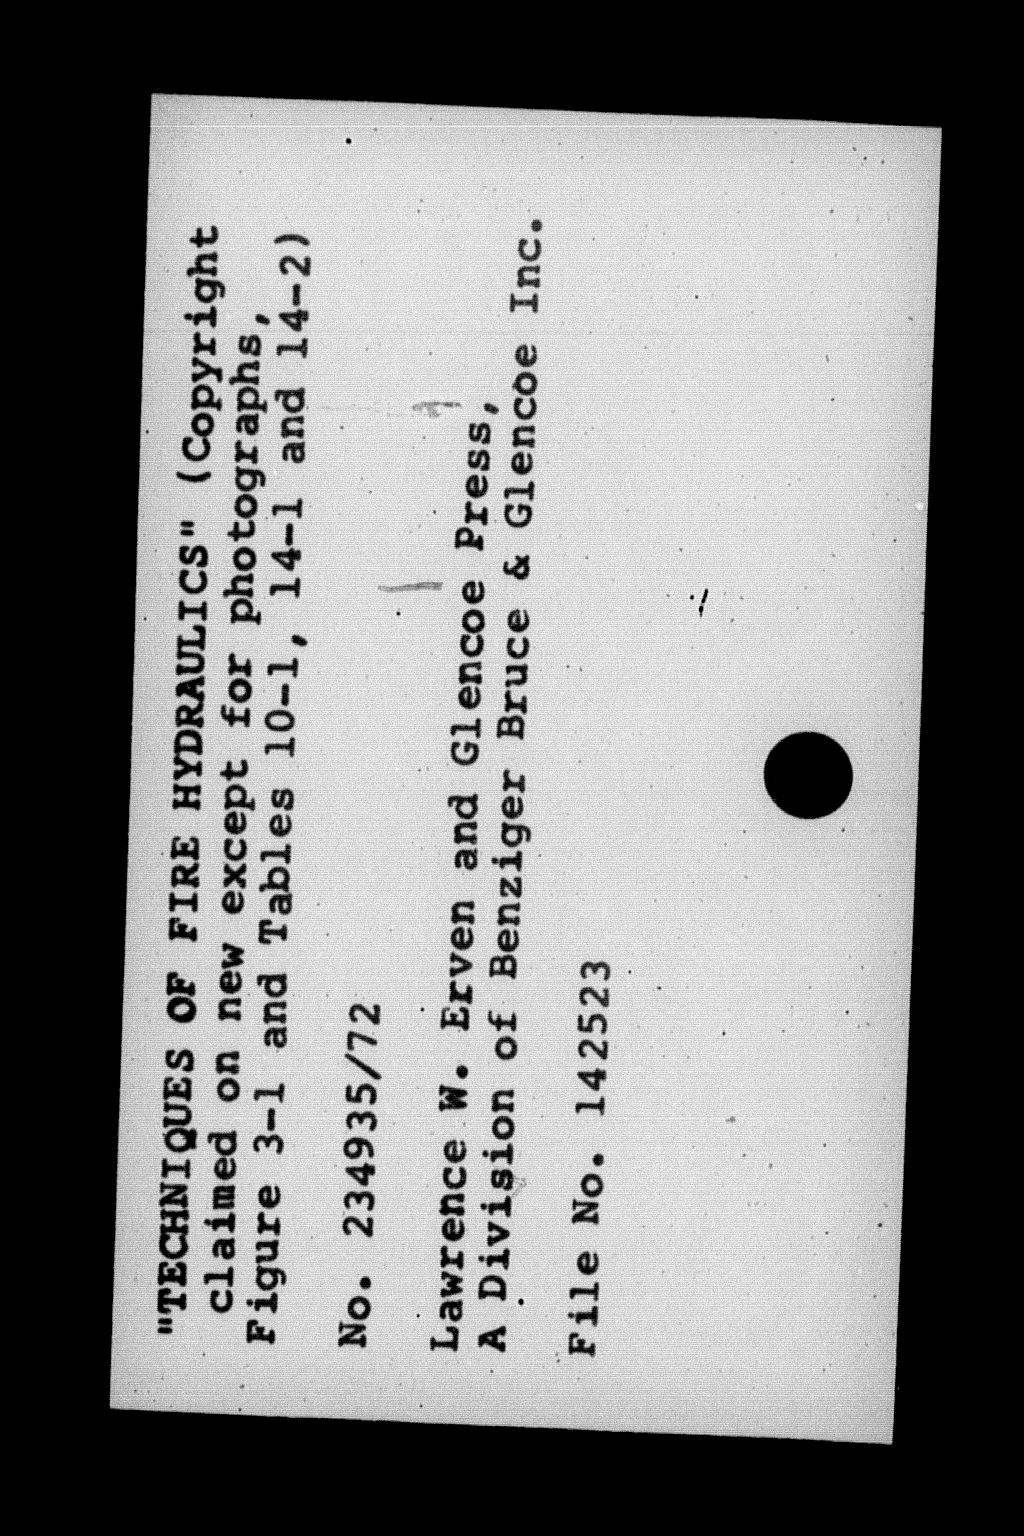 "TECHNIQUES OF FIRE HYDRAULICS" (Copyright
claimed on new except for photographs,
Figure 3-1 and Tables 10-1, 14-1 and 14-2)
No. 234935/72
Lawrence W. Erven and Glencoe Press,
A Division of Benziger Bruce & Glencoe Inc.
File No. 142523